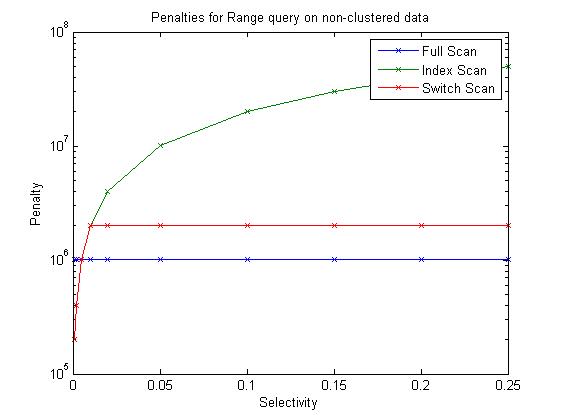 Penalties for Range query on non-clustered data
10^8
10^7
10^6
10^5
Penalty
Full Scan
Index Scan
Switch Scan
0
0.05
0.1
0.15
0.2
0.25
Selectivity